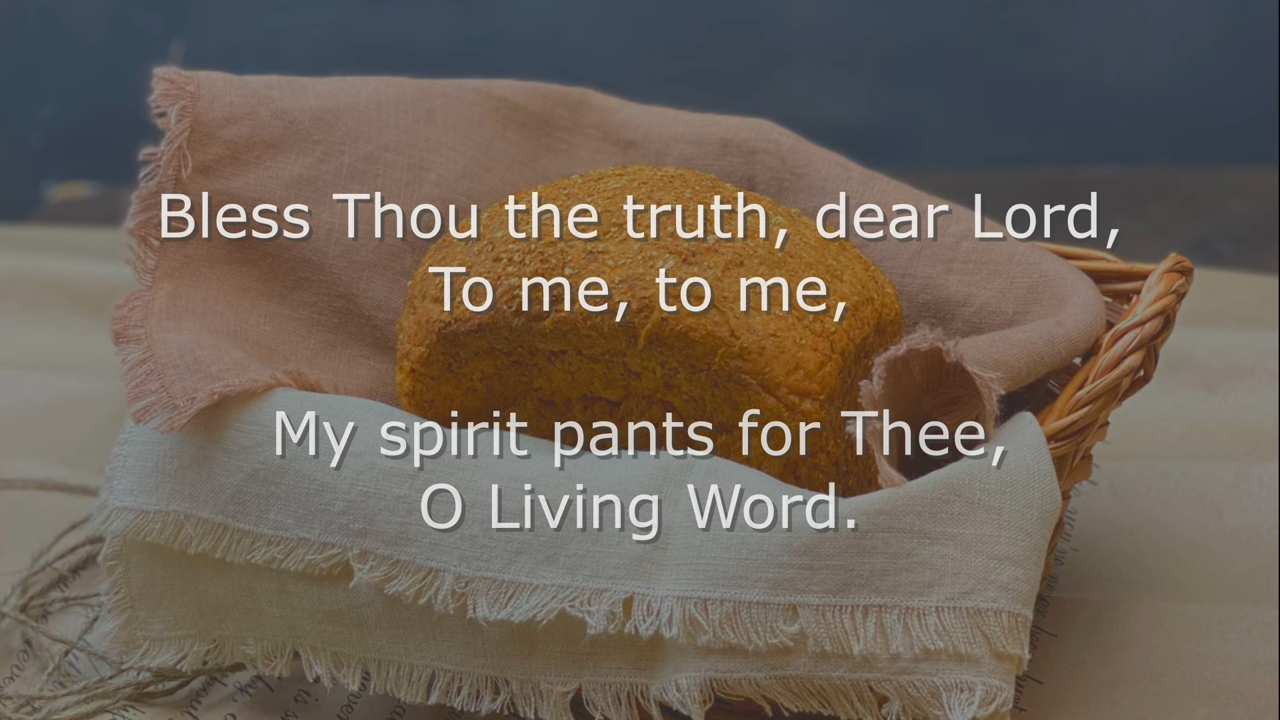 Bless Thou the truth, dear Lord,
To me, to me,
My spirit pants for Thee,
O Living Word.